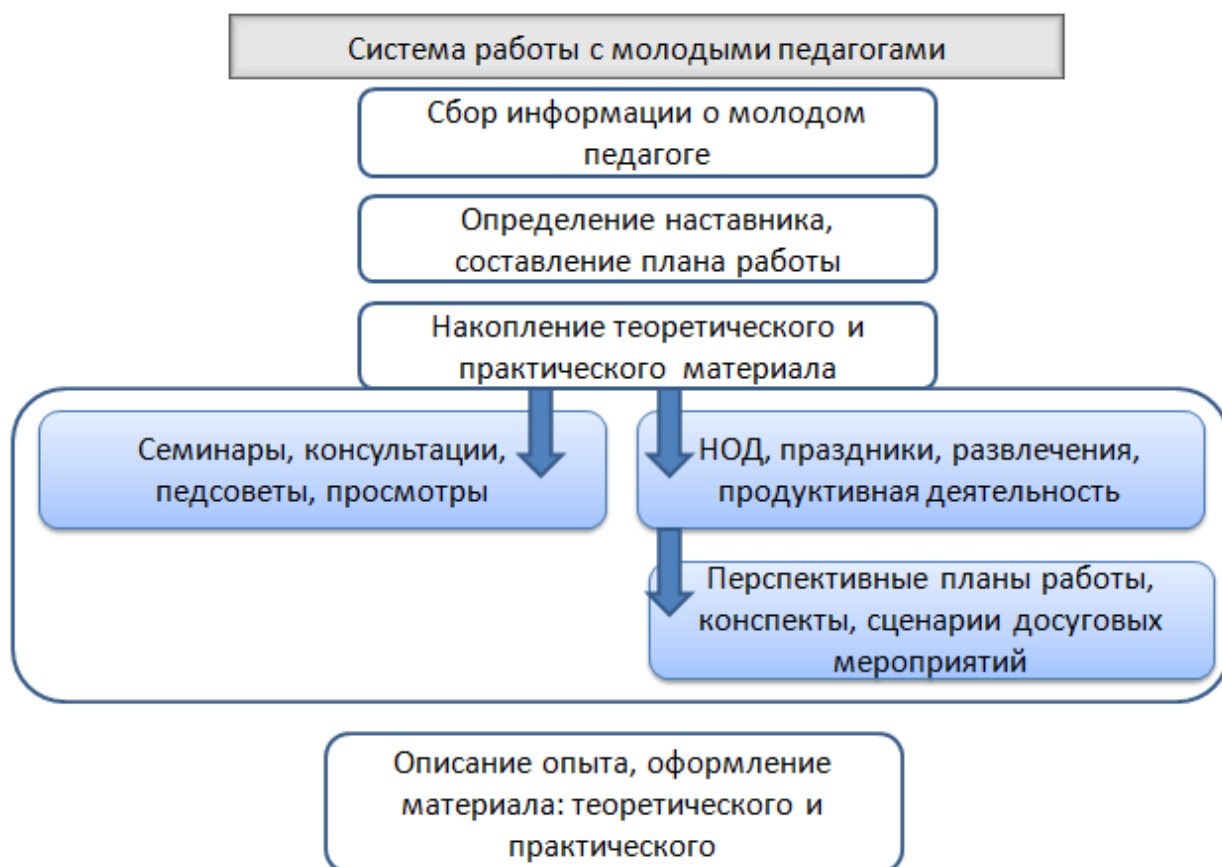 Система работы с молодыми педагогами
Сбор информации о молодом
педагоге
Определение наставника,
составление плана работы
Накопление теоретического и
практического материала
Семинары, консультации,
педсоветы, просмотры
НОД, праздники, развлечения,
продуктивная деятельность
Перспективные планы работы,
конспекты, сценарии досуговых
мероприятий
Описание опыта, оформление
материала: теоретического и
практического